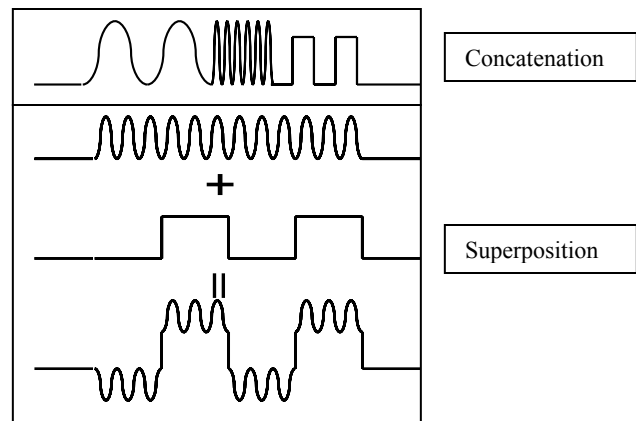 Concatenation
+
Superposition
=